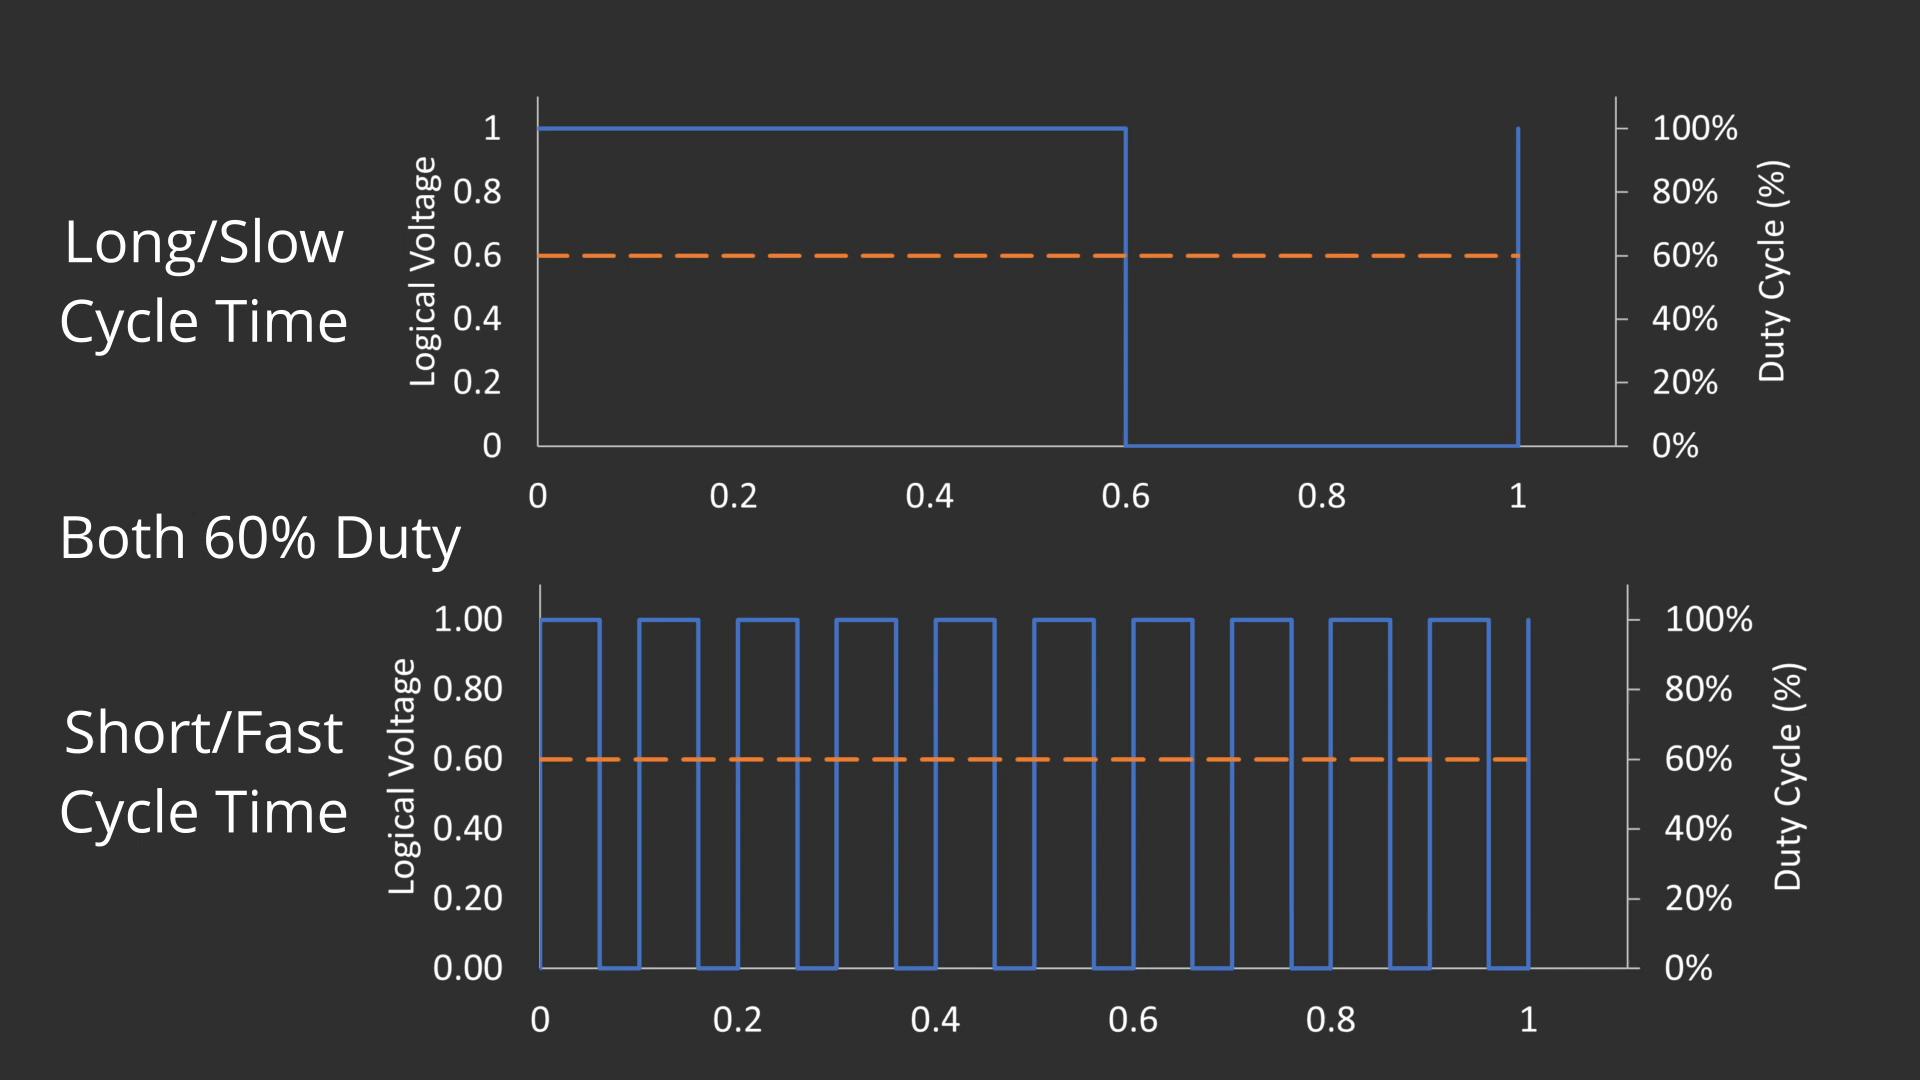 Long/Slow
Cycle Time
Logical Voltage
1
0.8
0.6
0.4
0.2
0
100%
80%
60%
40%
20%
0%
Duty Cycle (%)
0 0.2 0.4 0.6 0.8 1
Both 60% Duty
Short/Fast
Cycle Time
Logical Voltage
1.00
0.80
0.60
0.40
0.20
0.00
100%
80%
60%
40%
20%
0%
Duty Cycle (%)
0 0.2 0.4 0.6 0.8 1